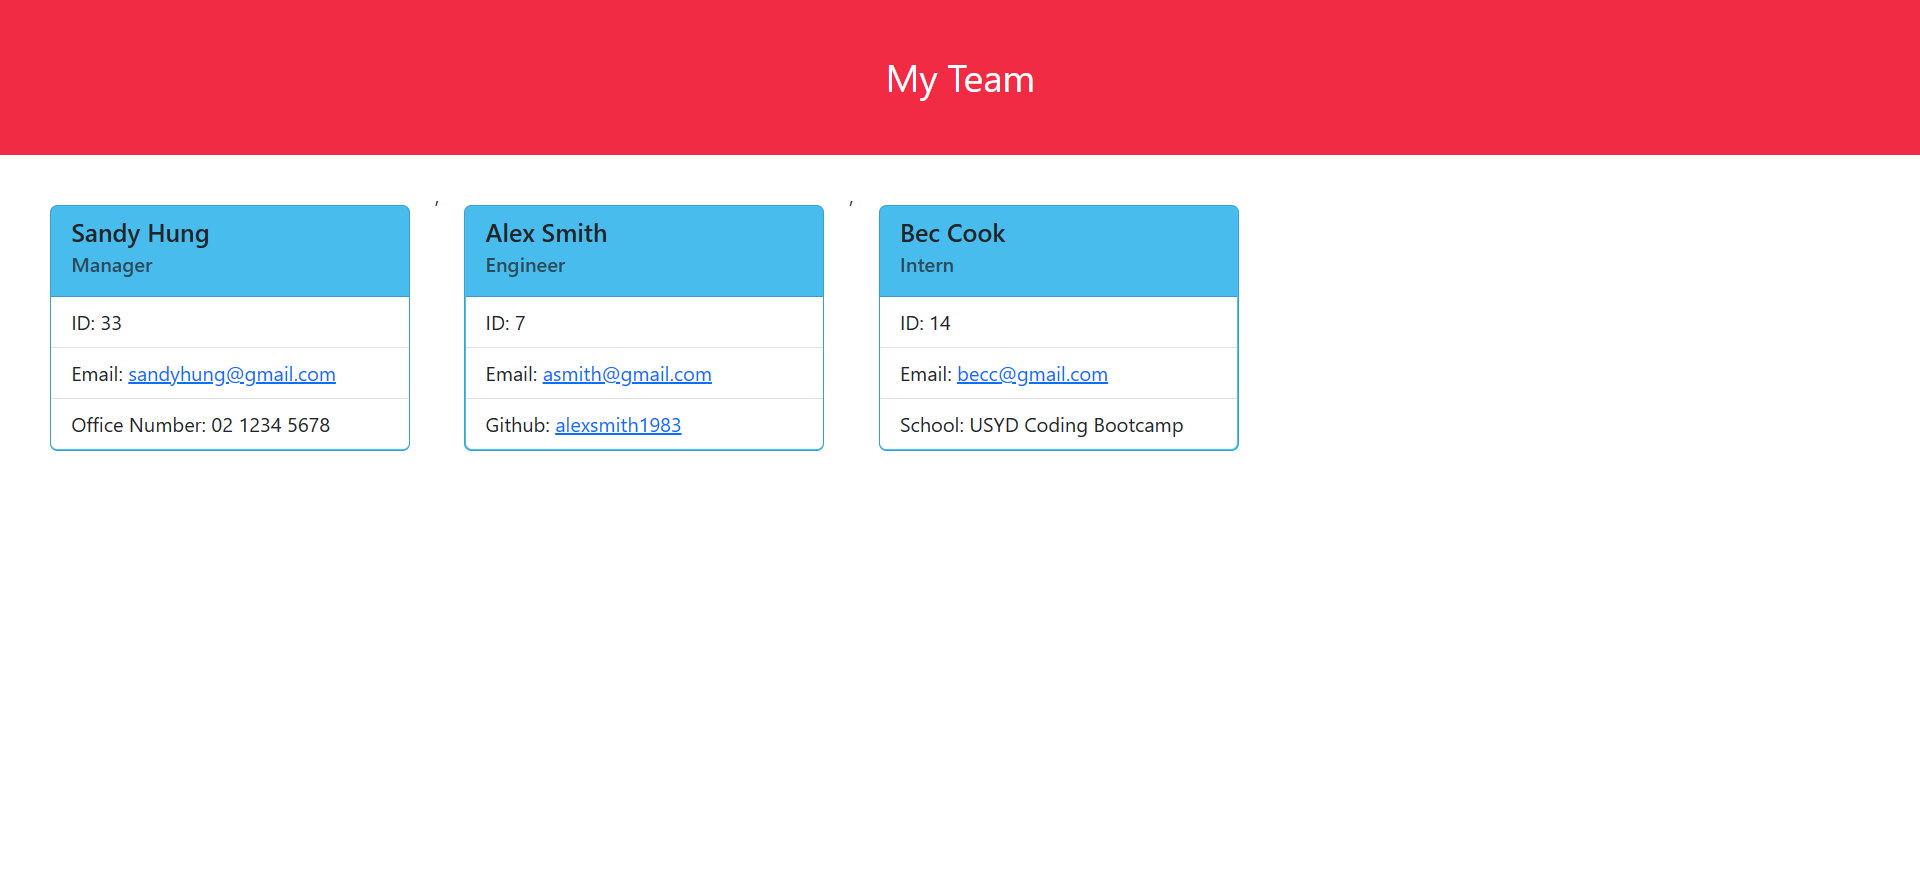 My Team
, ,
Sandy Hung
Manager
ID: 33
Email: sandyhung@gmail.com
Office Number: 02 1234 5678
Alex Smith
Engineer
ID: 7
Email: asmith@gmail.com
Github: alexsmith1983
Bec Cook
Intern
ID: 14
Email: becc@gmail.com
School: USYD Coding Bootcamp